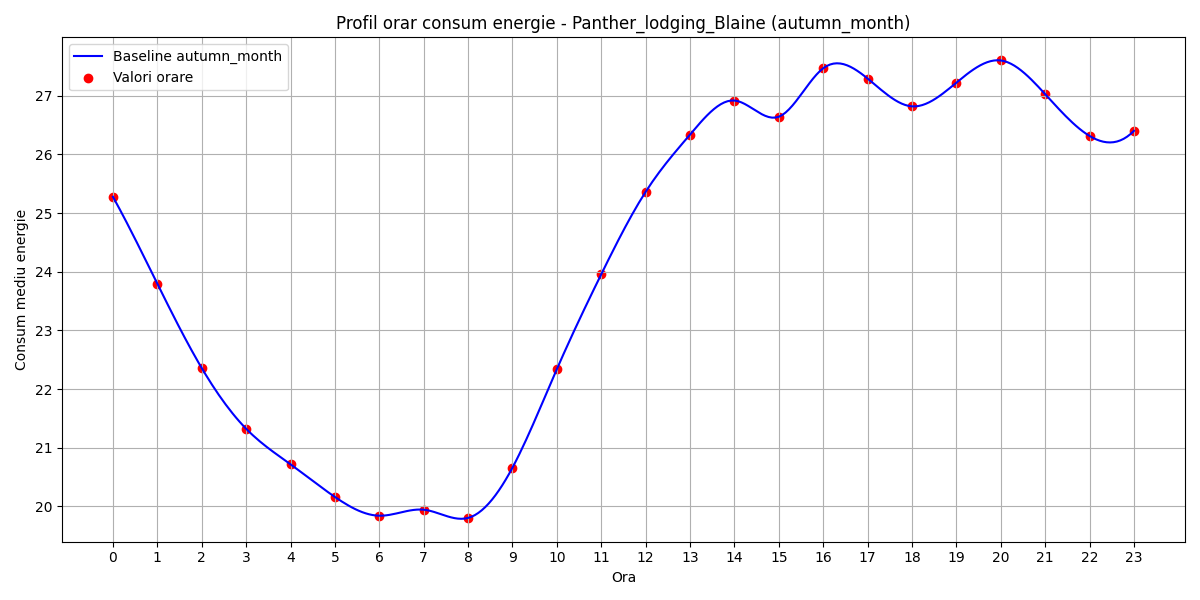 Profil orar consum energie - Panther_lodging_Blaine (autumn_month)
Baseline autumn_month
Valori orare
Consum mediu energie
27
26
25
24
23
22
21
20
0 1 2 3 4 5 6 7 8 9 10 11 12 13 14 15 16 17 18 19 20 21 22 23
Ora